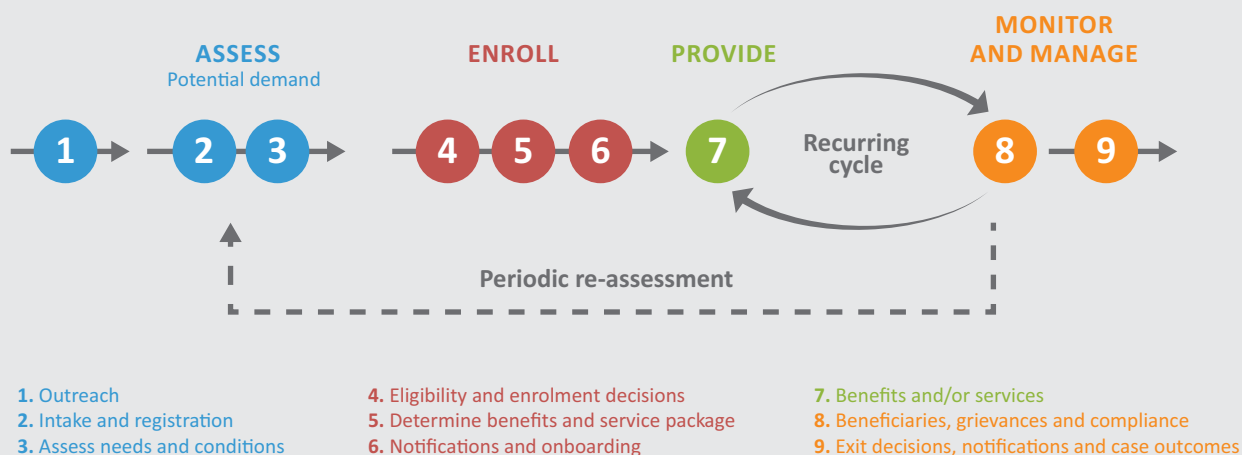 ASSESS
Potential demand
ENROLL
PROVIDE
MONITOR
AND MANAGE
1
2
3
4
5
6
7
Recurring
cycle
8
9
Periodic re-assessment
1. Outreach
2. Intake and registration
3. Assess needs and conditions
4. Eligibility and enrolment decisions
5. Determine benefits and service package
6. Notifications and onboarding
7. Benefits and/or services
8. Beneficiaries, grievances and compliance
9. Exit decisions, notifications and case outcomes